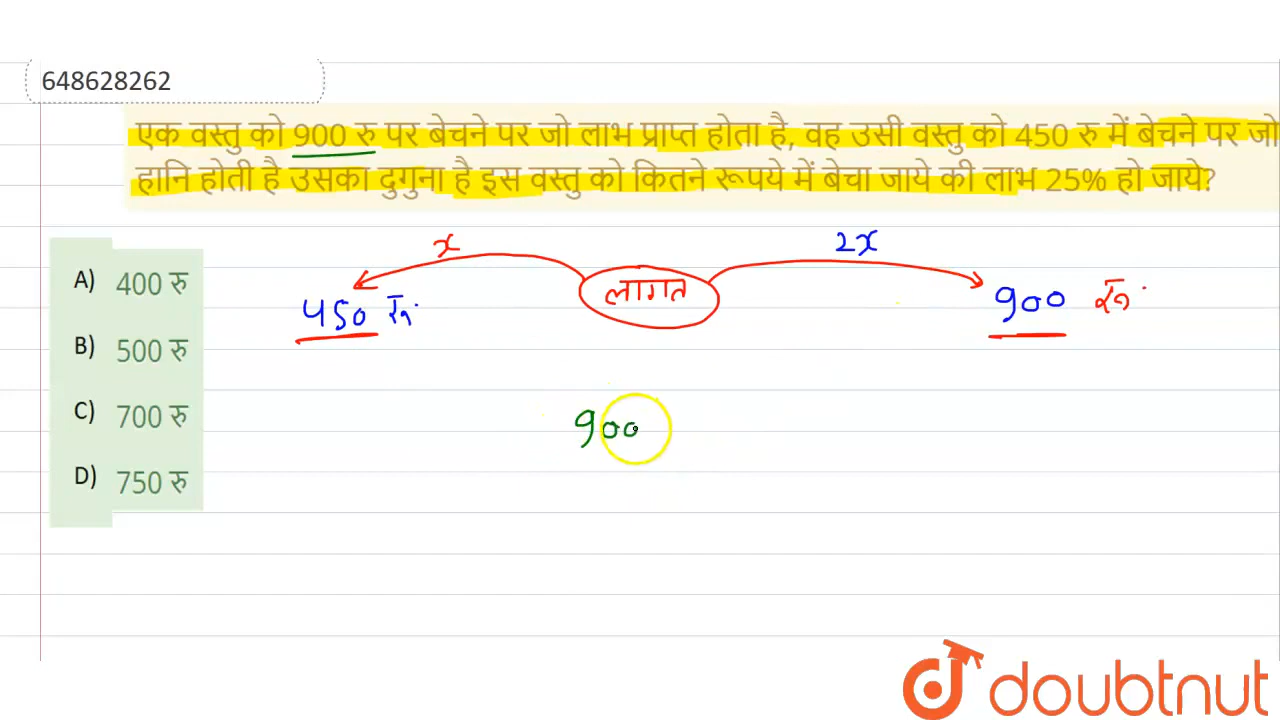 648628262
एक वस्तु को 900 रु पर बेचने पर जो लाभ प्राप्त होता है, वह उसी वस्तु को 450 रु में बेचने पर जो
हानि होती है उसका दुगुना है इस वस्तु को कितने रूपये में बेचा जाये की लाभ 25% हो जाये?
x
2x
450 रु.
लागत
900 रु.
A) 400 रु
B) 500 रु
C) 700 रु
D) 750 रु
900
doubtnut